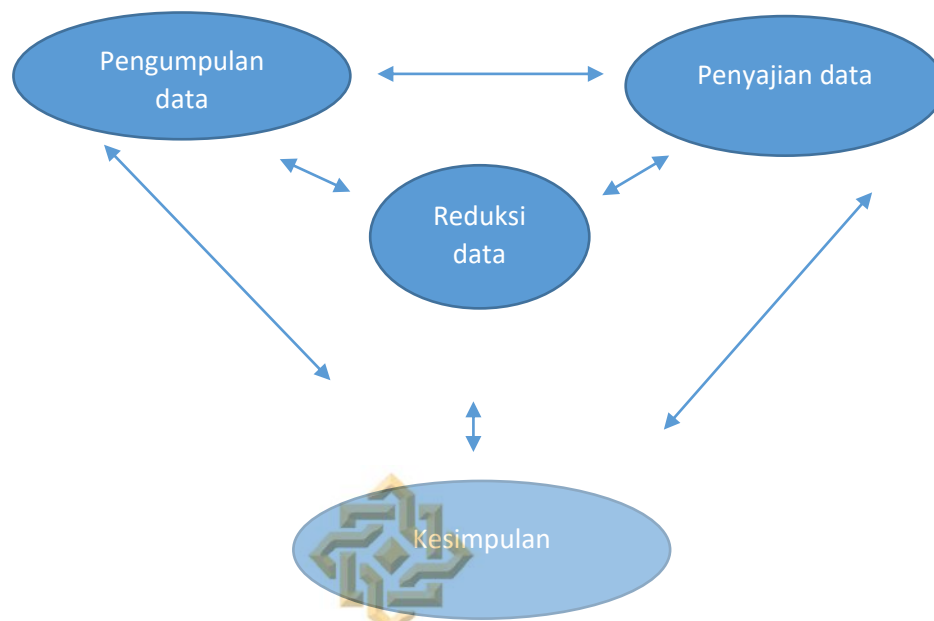 Pengumpulan
data
Penyajian data
Reduksi
data
Kesimpulan